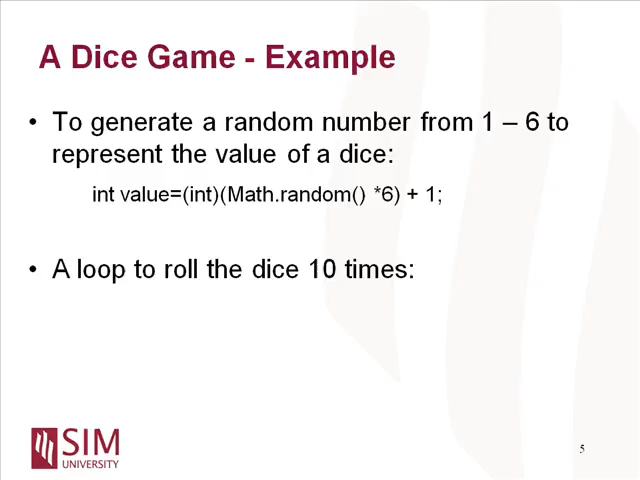 A Dice Game - Example
• To generate a random number from 1 – 6 to
represent the value of a dice:
int value=(int)(Math.random() *6) + 1;
• A loop to roll the dice 10 times:
SIM
UNIVERSITY
5